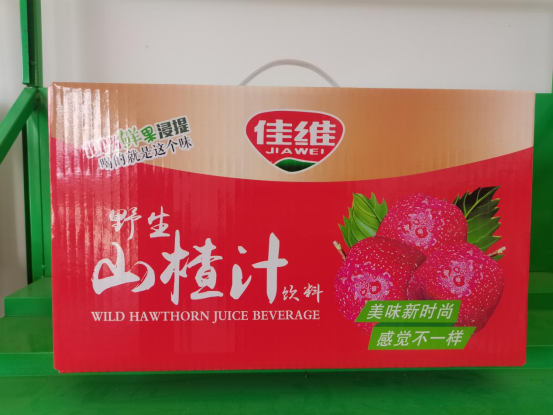 鲜果浸提
喝的就是这个味
佳维
JIAWEI
野生
山楂汁
饮料
WILD HAWTHORN JUICE BEVERAGE
美味新时尚
感觉不一样